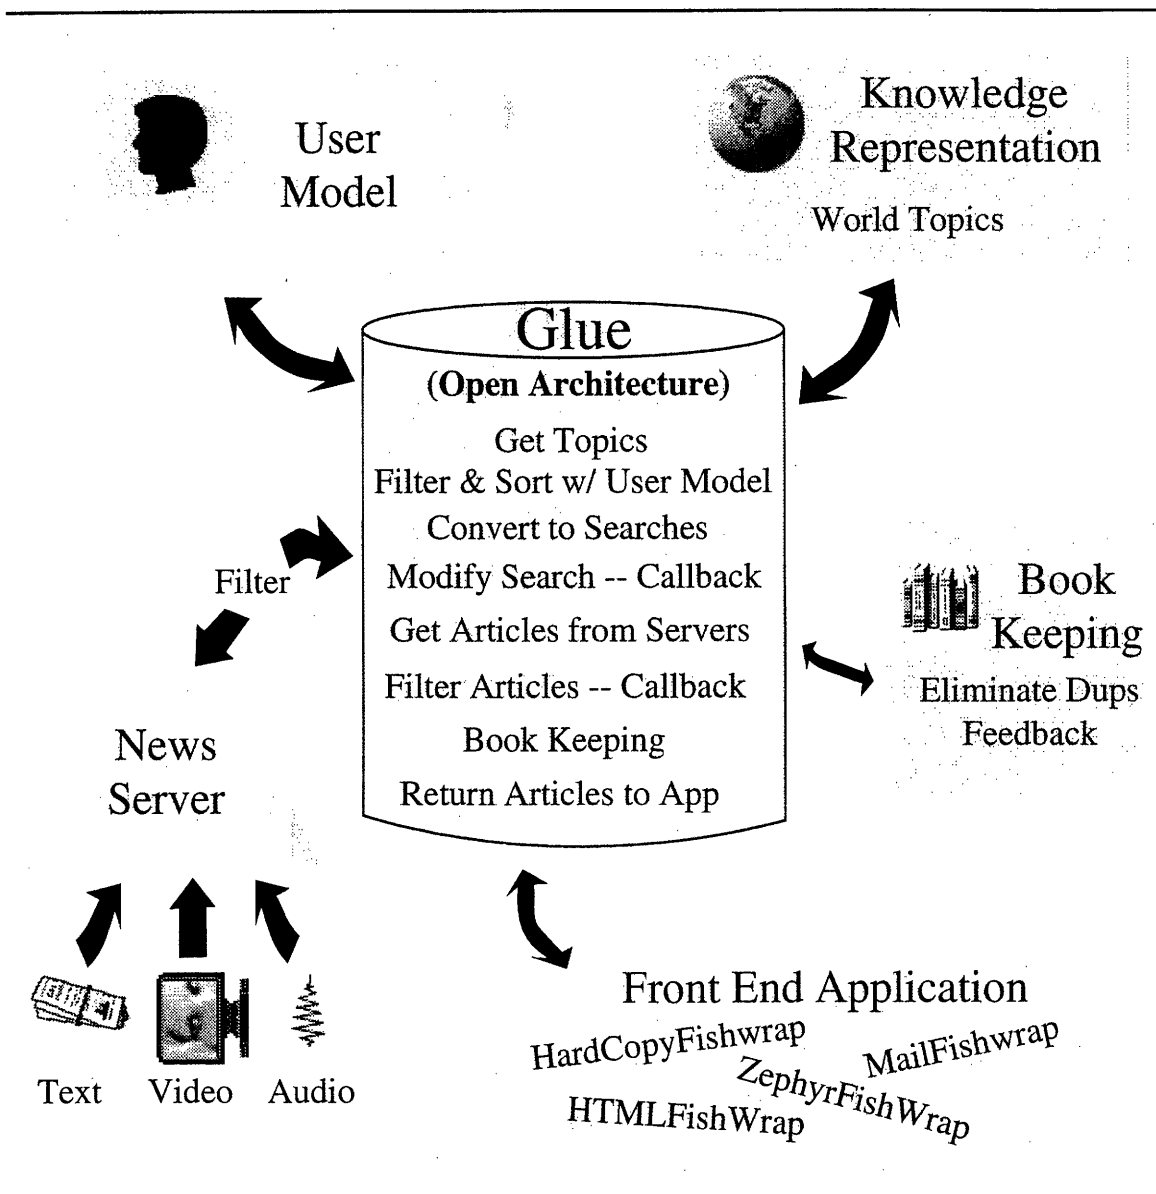 User
Model
Knowledge
Representation
World Topics
Glue
(Open Architecture)
Get Topics
Filter & Sort w/ User Model
Convert to Searches
Modify Search -- Callback
Get Articles from Servers
Filter Articles -- Callback
Book Keeping
Return Articles to App
Filter
Book
Keeping
Eliminate Dups
Feedback
News
Server
Text
Video
Audio
Front End Application
HardCopyFishwrap
MailFishwrap
ZephyrFishWrap
HTMLFishWrap